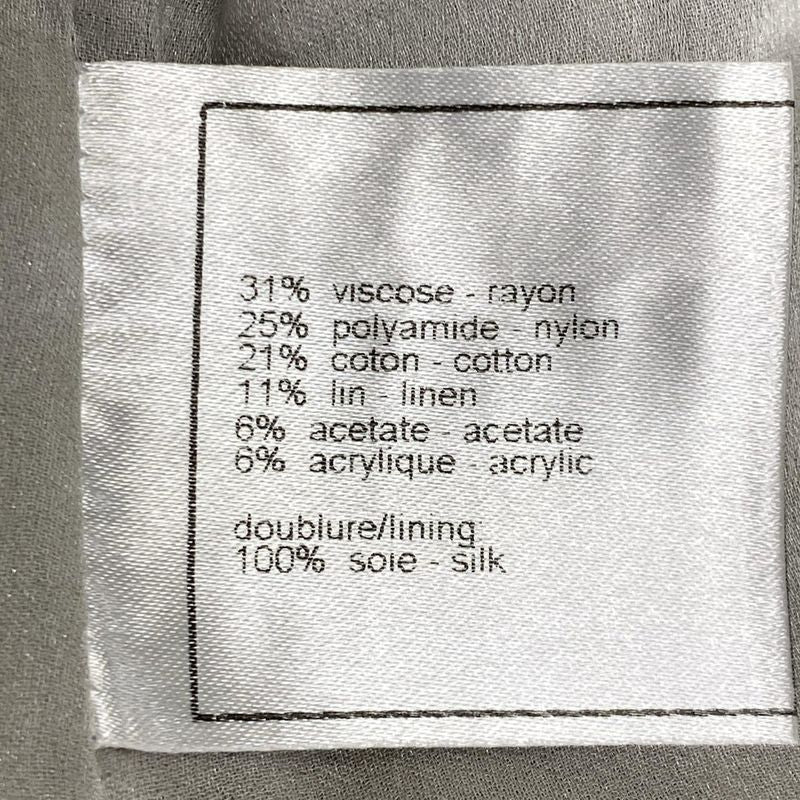 31% viscose - rayon
25% polyamide - nylon
21% coton - cotton
11% lin - linen
6% acetate - acetate
6% acrylique - acrylic
doublure/lining:
100% soie - silk